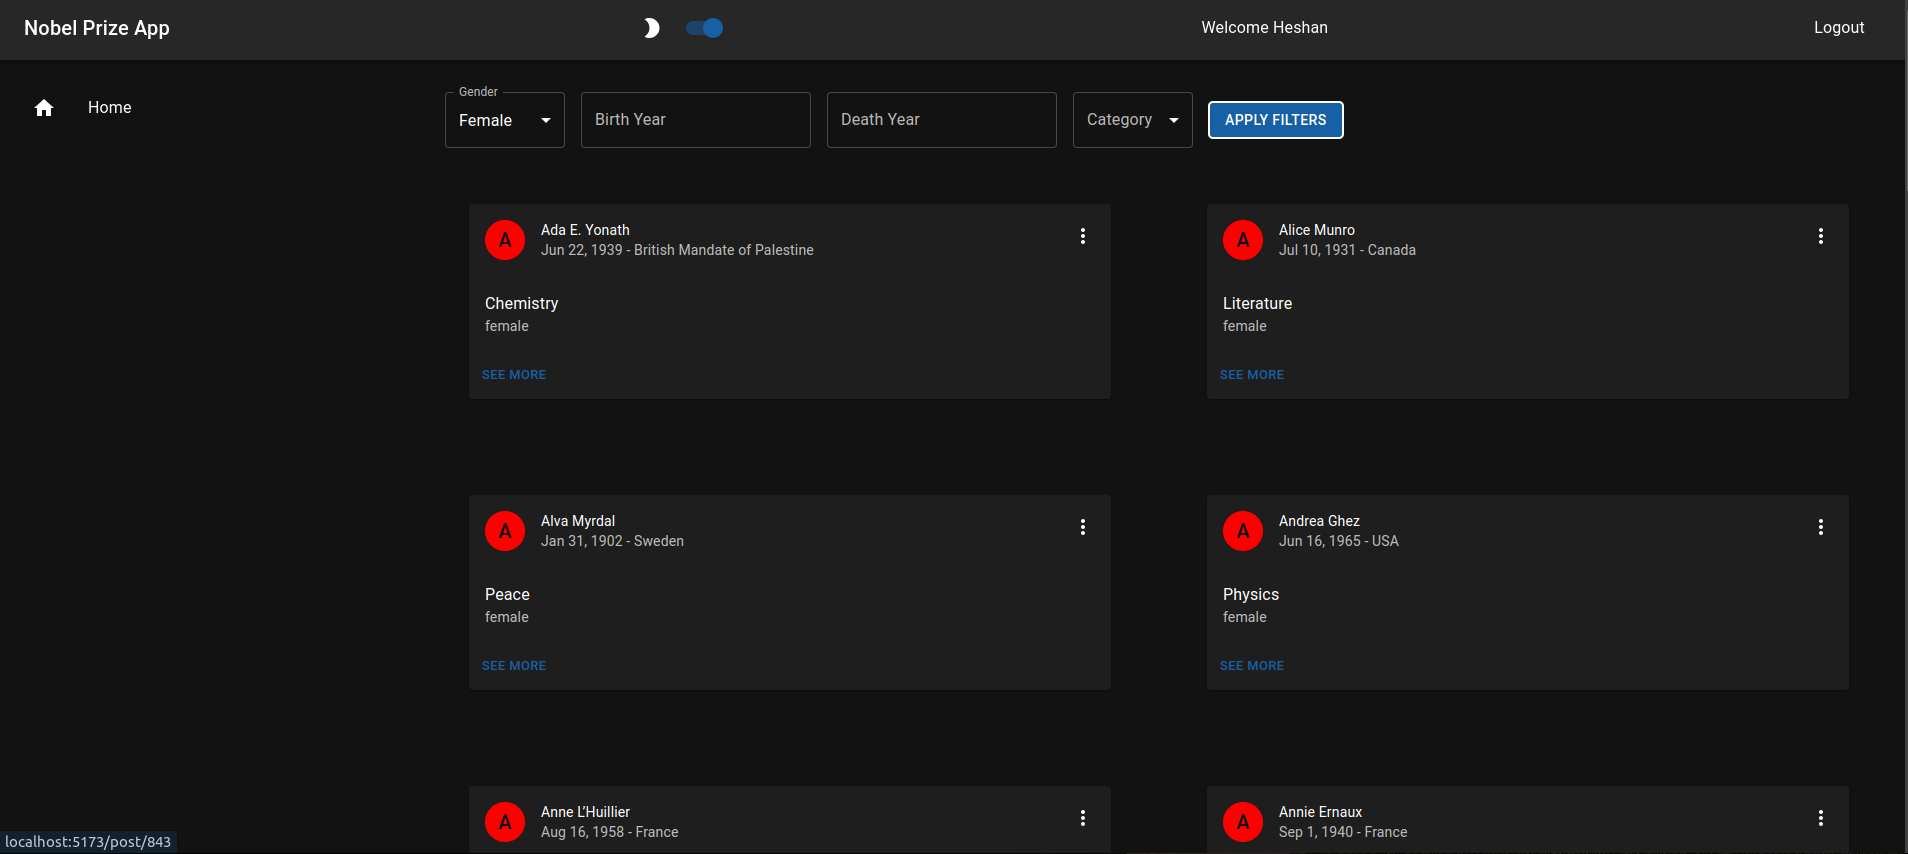 Nobel Prize App
Welcome Heshan
Logout
Home
Gender
Female
Birth Year
Death Year
Category
APPLY FILTERS
A
Ada E. Yonath
Jun 22, 1939 - British Mandate of Palestine
Chemistry
female
SEE MORE
A
Alice Munro
Jul 10, 1931 - Canada
Literature
female
SEE MORE
A
Alva Myrdal
Jan 31, 1902 - Sweden
Peace
female
SEE MORE
A
Andrea Ghez
Jun 16, 1965 - USA
Physics
female
SEE MORE
A
Anne L’Huillier
Aug 16, 1958 - France
A
Annie Ernaux
Sep 1, 1940 - France
localhost:5173/post/843